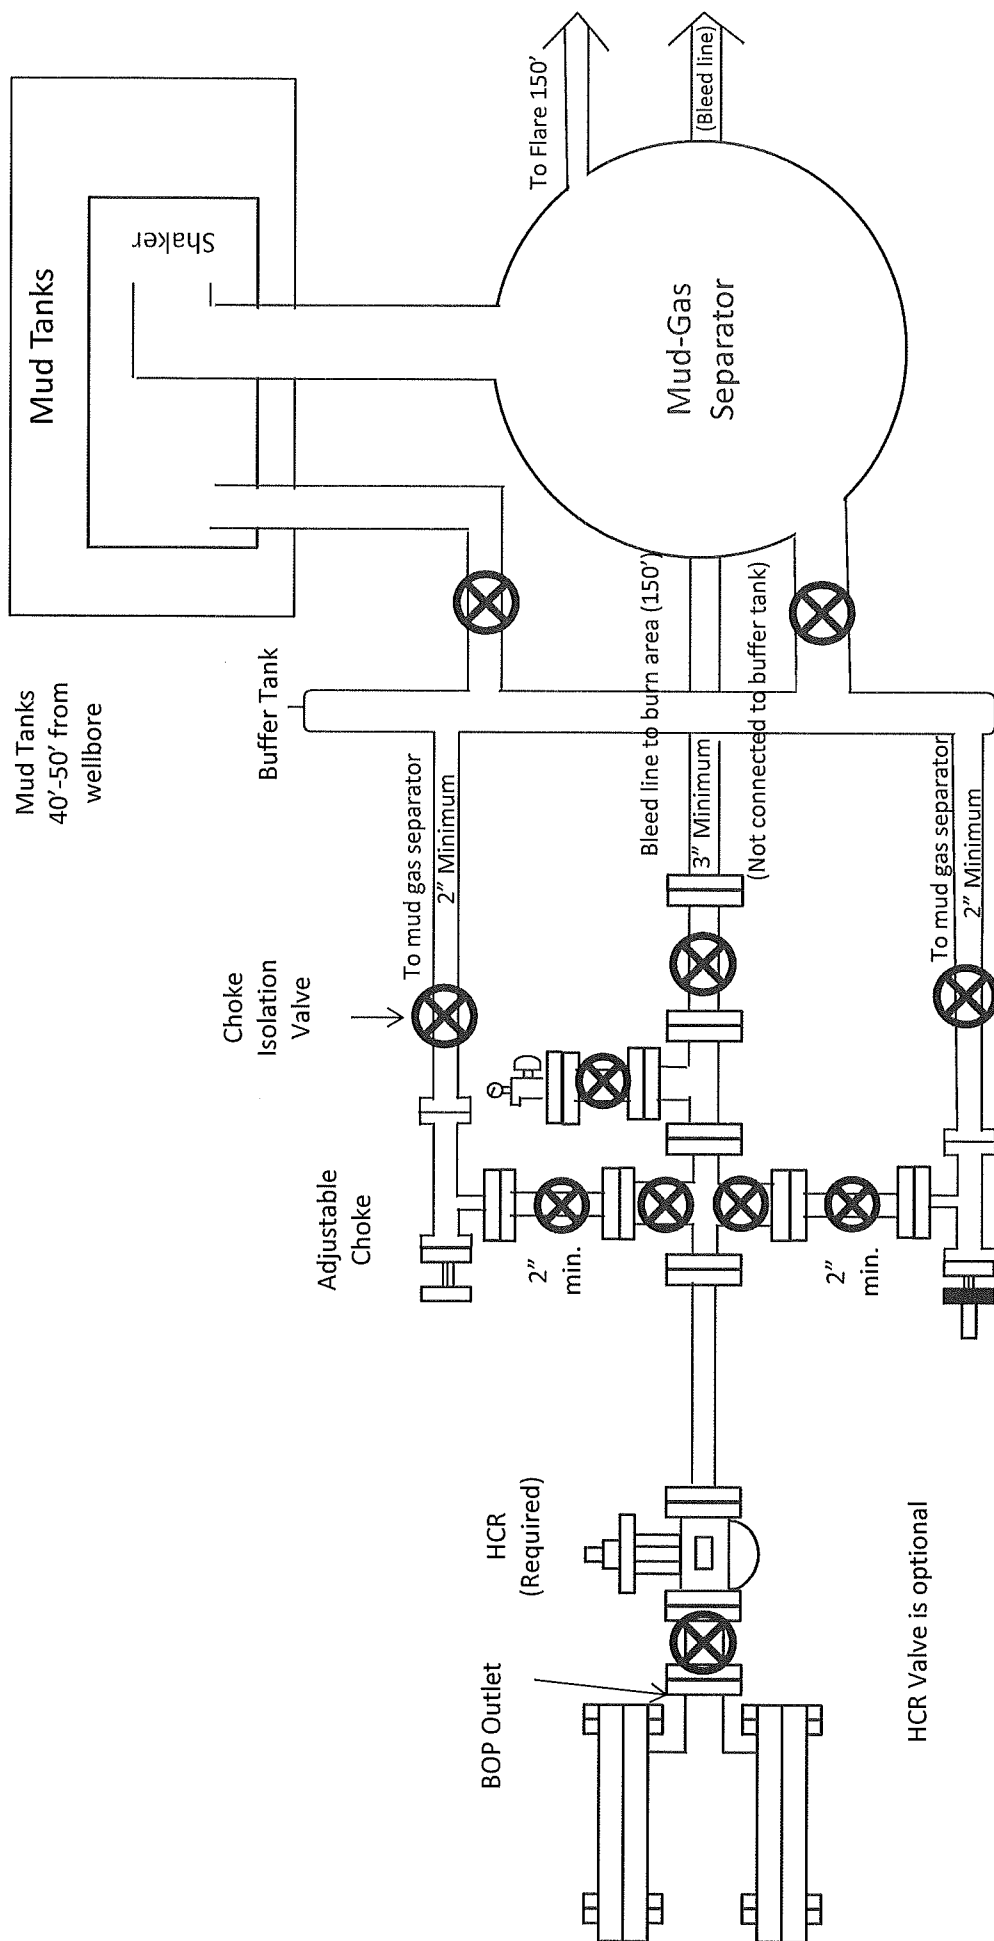 Mud Tanks
Shaker
Mud Tanks
40’-50’ from
wellbore
Buffer Tank
To Flare 150’
(Bleed line)
Mud-Gas
Separator
Choke
Isolation
Valve
To mud gas separator
2” Minimum
Bleed line to burn area (150’)
3” Minimum
(Not connected to buffer tank)
To mud gas separator
2” Minimum
Adjustable
Choke
2”
min.
2”
min.
HCR
(Required)
BOP Outlet
HCR Valve is optional